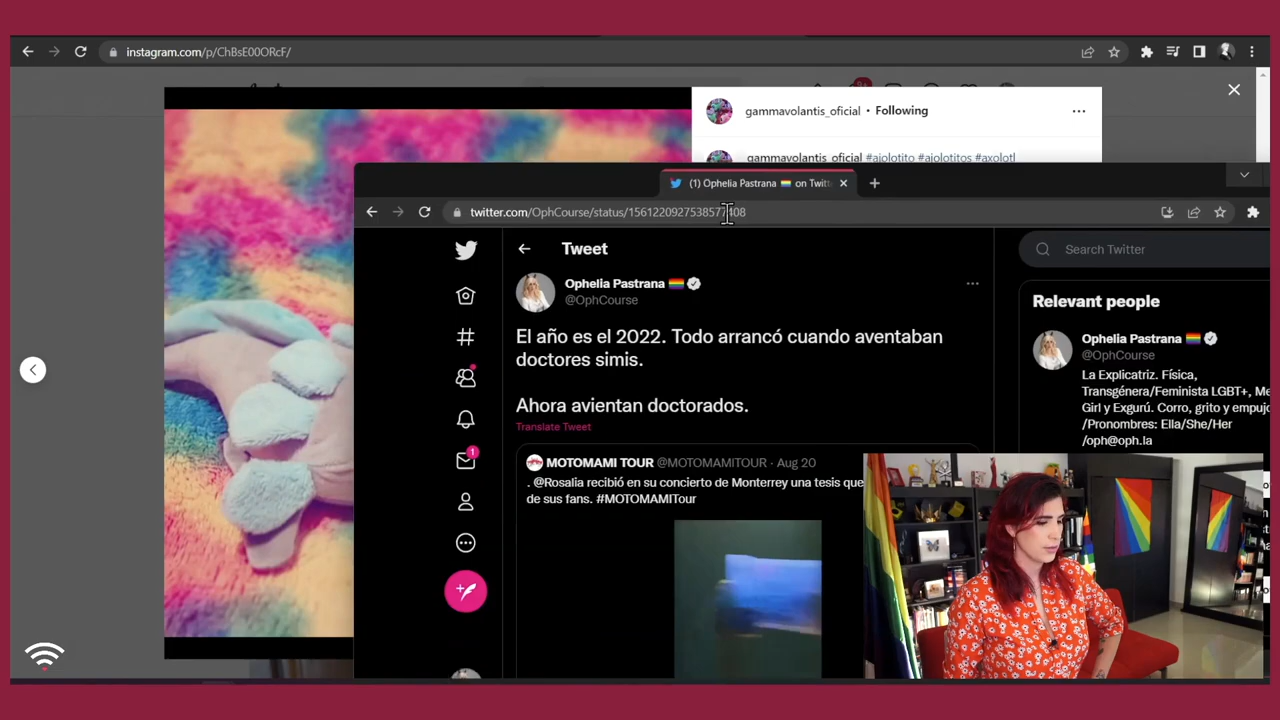 instagram.com/p/ChBsE00ORcF/
gammavolantis_oficial • Following
gammavolantis_oficial #ajolotito #ajolotitos #axolotl
(1) Ophelia Pastrana 🏳️‍🌈 on Twitt
twitter.com/OphCourse/status/1561220927538577408
Tweet
Search Twitter
Ophelia Pastrana 🏳️‍🌈
@OphCourse
El año es el 2022. Todo arrancó cuando aventaban
doctores simis.
Ahora avientan doctorados.
Translate Tweet
MOTOMAMI TOUR @MOTOMAMITOUR · Aug 20
. @Rosalia recibió en su concierto de Monterrey una tesis que
de sus fans. #MOTOMAMITour
1
Relevant people
Ophelia Pastrana 🏳️‍🌈
@OphCourse
La Explicatriz. Física,
Transgénera/Feminista LGBT+, Me
Girl y Exgurú. Corro, grito y empujo
/Pronombres: Ella/She/Her
/oph@oph.la